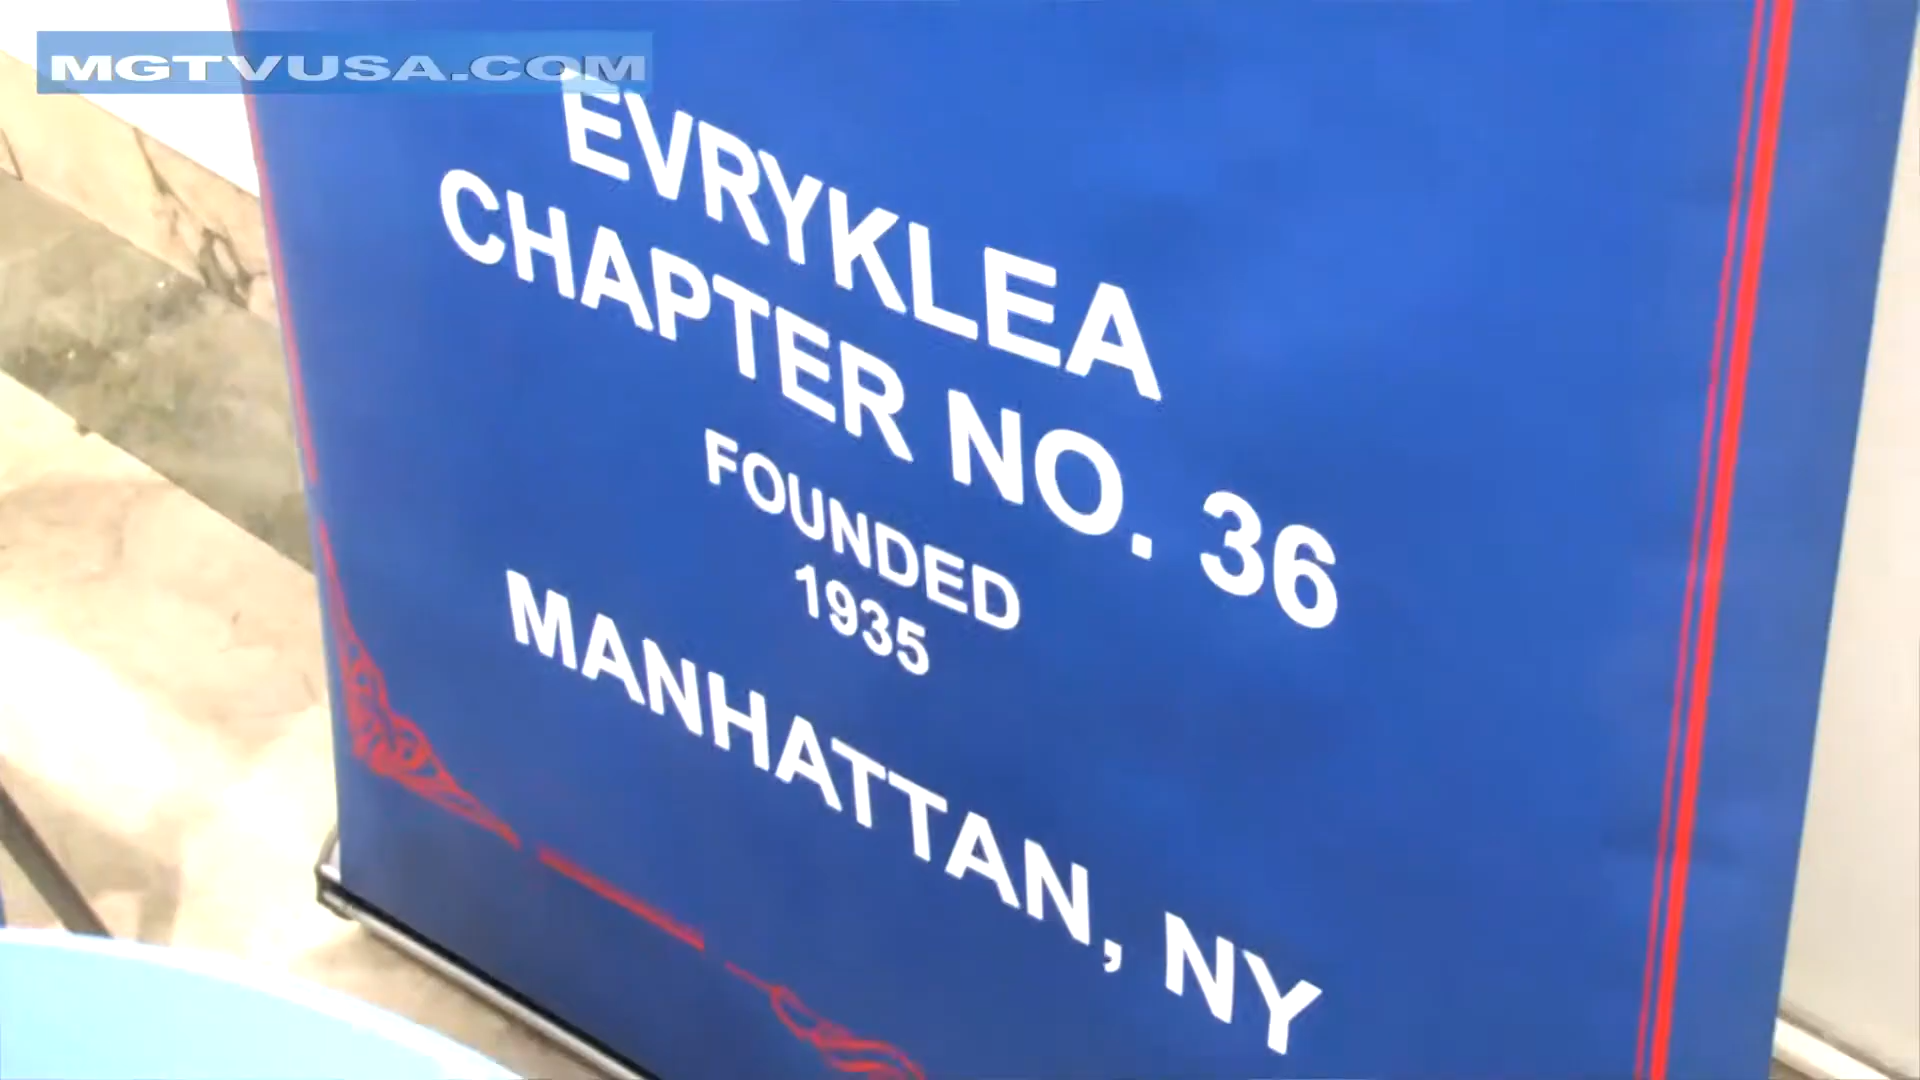 MGTVUSA.COM
EVRYKLEA
CHAPTER NO. 36
FOUNDED
1935
MANHATTAN, NY